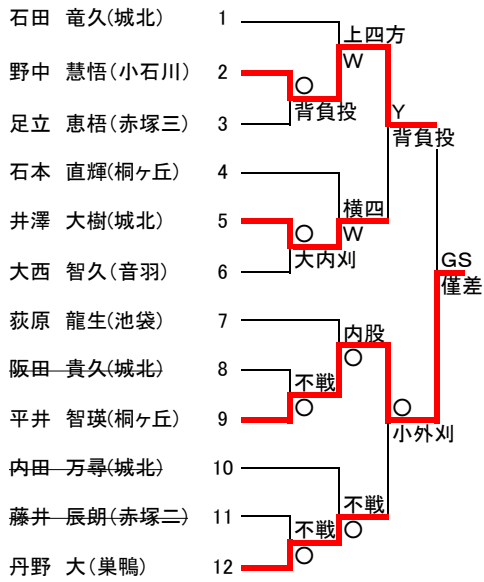 石田 竜久(城北) 1
上四方
野中 慧悟(小石川) 2
W
○
背負投
Y
足立 恵梧(赤塚三) 3
背負投
石本 直輝(桐ヶ丘) 4
横四
井澤 大樹(城北) 5
W
○
大内刈
大西 智久(音羽) 6
GS
僅差
荻原 龍生(池袋) 7
内股
○
阪田 貴久(城北) 8
不戦
○
平井 智瑛(桐ヶ丘) 9
○
小外刈
内田 万尋(城北) 10
藤井 辰朗(赤塚二) 11
不戦
○
不戦
○
丹野 大(巣鴨) 12